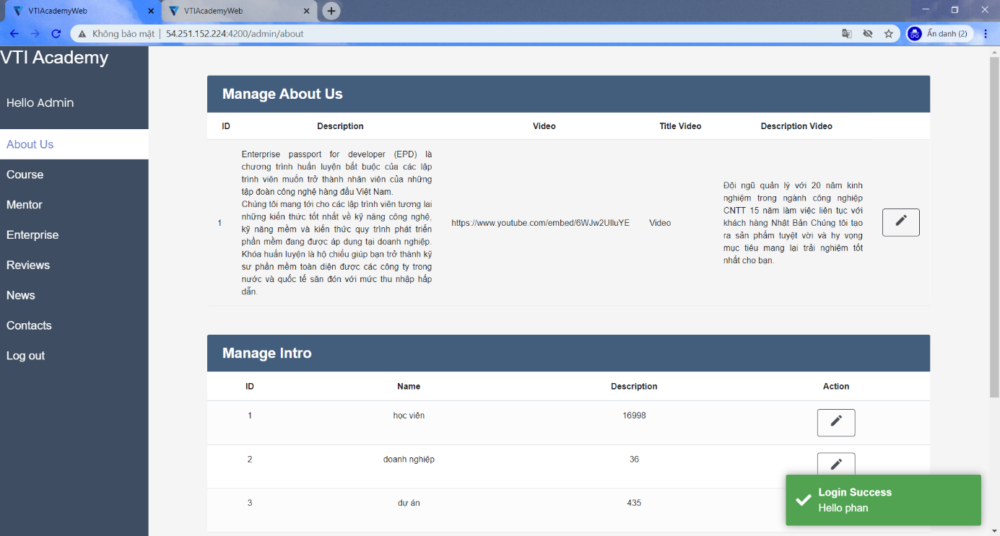 VTIAcademyWeb
VTIAcademyWeb
Không bảo mật | 54.251.152.224:4200/admin/about
Ẩn danh (2)
VTI Academy
Hello Admin
About Us
Course
Mentor
Enterprise
Reviews
News
Contacts
Log out
Manage About Us
ID Description Video Title Video Description Video
1
Enterprise passport for developer (EPD) là
chương trình huấn luyện bắt buộc của các lập
trình viên muốn trở thành nhân viên của những
tập đoàn công nghệ hàng đầu Việt Nam.
Chúng tôi mang tới cho các lập trình viên tương lai
những kiến thức tốt nhất về kỹ năng công nghệ,
kỹ năng mềm và kiến thức quy trình phát triển
phần mềm đang được áp dụng tại doanh nghiệp.
Khóa huấn luyện là hộ chiếu giúp bạn trở thành kỹ
sư phần mềm toàn diện được các công ty trong
nước và quốc tế săn đón với mức thu nhập hấp
dẫn.
https://www.youtube.com/embed/6WJw2UlluYE
Video
Đội ngũ quản lý với 20 năm kinh
nghiệm trong ngành công nghiệp
CNTT 15 năm làm việc liên tục với
khách hàng Nhật Bản Chúng tôi tạo
ra sản phẩm tuyệt vời và hy vọng
mục tiêu mang lại trải nghiệm tốt
nhất cho bạn.
Manage Intro
ID Name Description Action
1 học viên 16998
2 doanh nghiệp 36
3 dự án 435
Login Success
Hello phan